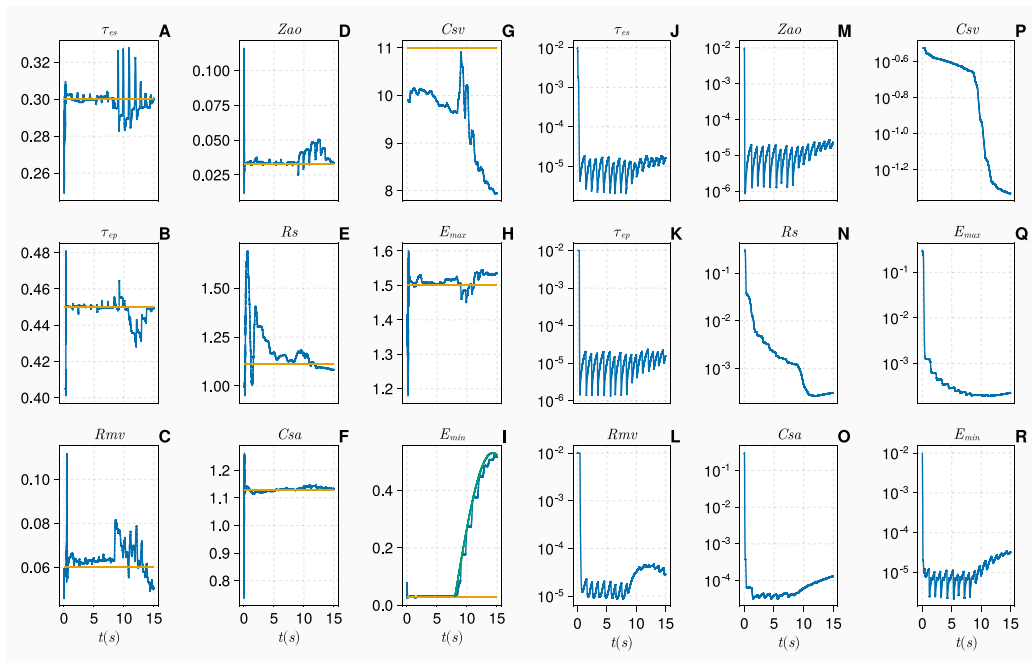 τes A Zao D Csv G τes J Zao M Csv P
0.32 0.30 0.28 0.26
0.100 0.075 0.050 0.025
11 10 9 8
10−2 10−3 10−4 10−5
10−2 10−3 10−4 10−5 10−6
10−0.6 10−0.8 10−1.0 10−1.2
τep B Rs E Emax H τep K Rs N Emax Q
0.48 0.46 0.44 0.42 0.40
1.50 1.25 1.00
1.6 1.5 1.4 1.3 1.2
10−2 10−3 10−4 10−5 10−6
10−1 10−2 10−3
10−1 10−2 10−3
Rmv C Csa F Emin I Rmv L Csa O Emin R
0.10 0.08 0.06
1.2 1.1 1.0 0.9 0.8
0.4 0.2 0.0
10−2 10−3 10−4 10−5
10−1 10−2 10−3 10−4
10−1 10−2 10−3 10−4 10−5
0 5 10 15 0 5 10 15 0 5 10 15 0 5 10 15 0 5 10 15 0 5 10 15
t(s) t(s) t(s) t(s) t(s) t(s)